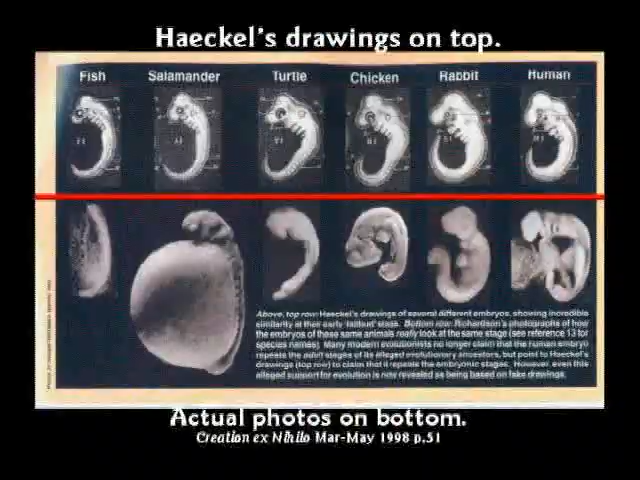 Haeckel's drawings on top.
Fish Salamander Turtle Chicken Rabbit Human
Above, top row: Haeckel's drawings of several different embryos, showing incredible
similarity at their early 'tailbud' stage. Bottom row: Richardson's photographs of how
the embryos of these same animals really look at the same stage (see reference 13 for
species names). Many modern evolutionists no longer claim that the human embryo
repeats the adult stages of its alleged evolutionary ancestors, but point to Haeckel's
drawings (top row) to claim that it repeats the embryonic stages. However, even this
alleged support for evolution is now revealed as being based on fake drawings.
Actual photos on bottom.
Creation ex Nihilo Mar-May 1998 p.51